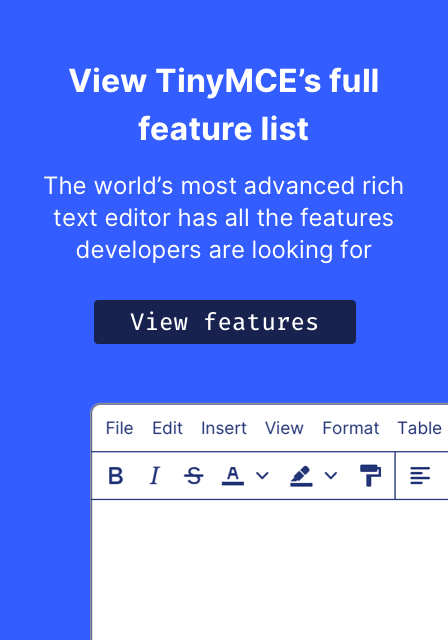 View TinyMCE’s full
feature list
The world’s most advanced rich
text editor has all the features
developers are looking for
View features
File Edit Insert View Format Table
B I S A